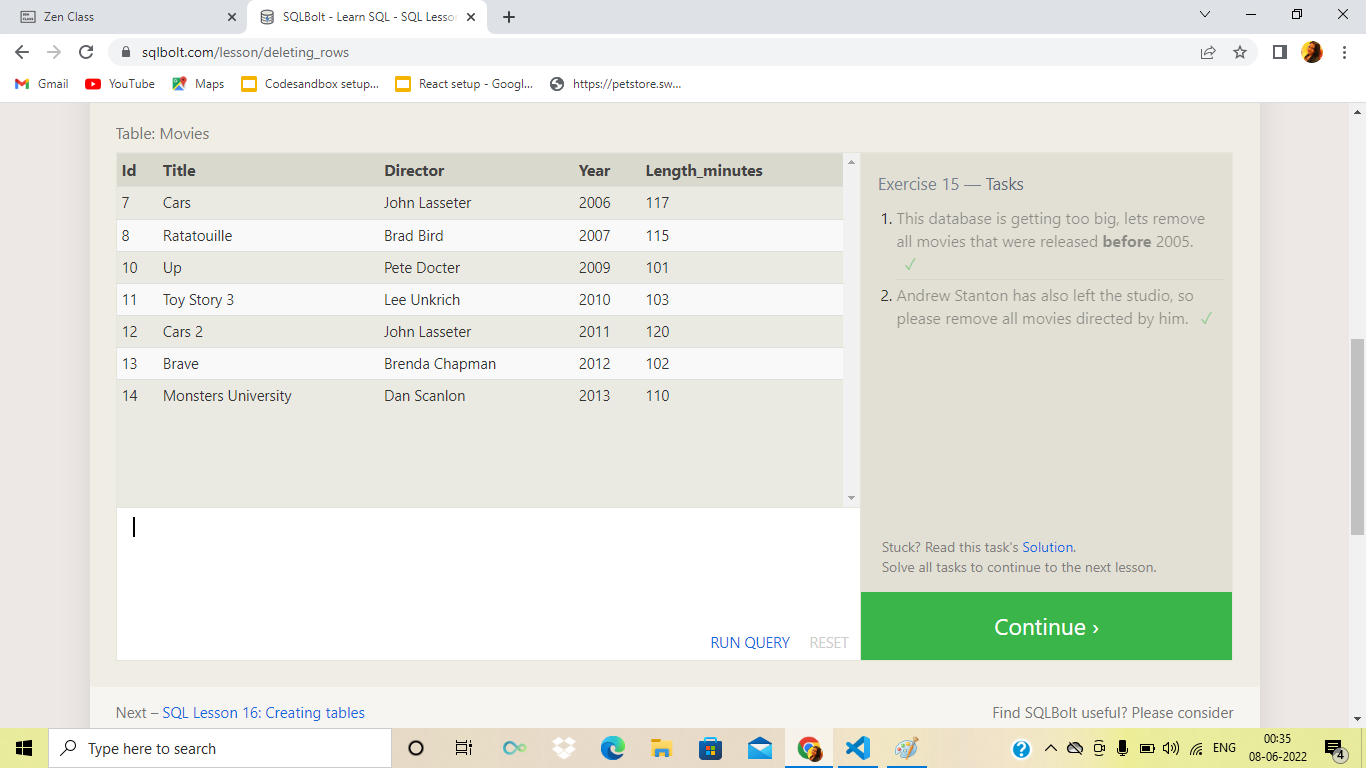 Zen Class
SQLBolt - Learn SQL - SQL Lesson
sqlbolt.com/lesson/deleting_rows
Gmail YouTube Maps Codesandbox setup... React setup - Googl... https://petstore.sw...
Table: Movies
Id Title Director Year Length_minutes
7 Cars John Lasseter 2006 117
8 Ratatouille Brad Bird 2007 115
10 Up Pete Docter 2009 101
11 Toy Story 3 Lee Unkrich 2010 103
12 Cars 2 John Lasseter 2011 120
13 Brave Brenda Chapman 2012 102
14 Monsters University Dan Scanlon 2013 110
RUN QUERY RESET
Exercise 15 — Tasks
1. This database is getting too big, lets remove
all movies that were released before 2005.
✓
2. Andrew Stanton has also left the studio, so
please remove all movies directed by him. ✓
Stuck? Read this task's Solution.
Solve all tasks to continue to the next lesson.
Continue ›
Next – SQL Lesson 16: Creating tables
Find SQLBolt useful? Please consider
Type here to search
ENG
00:35
08-06-2022
4